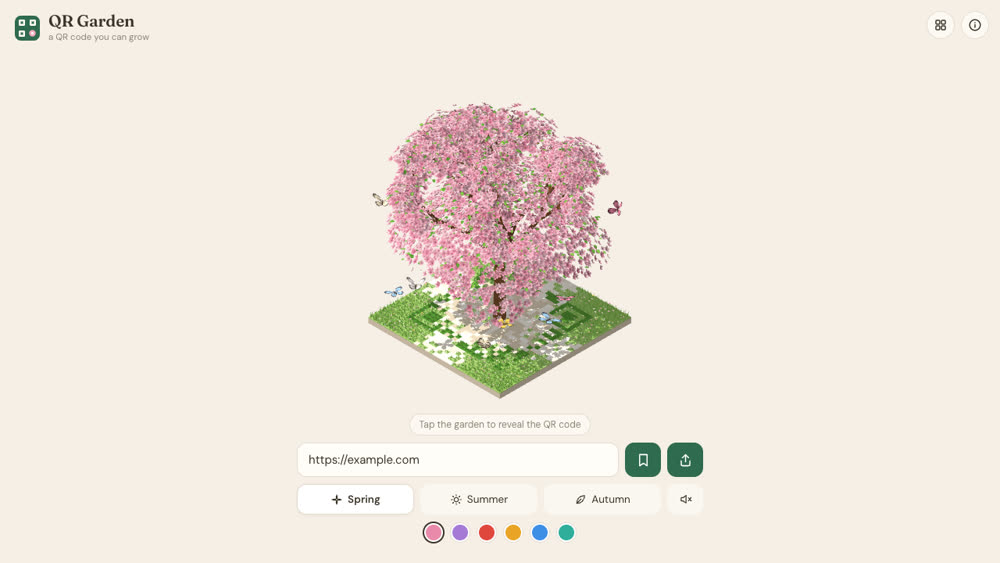 QR Garden
a QR code you can grow
Tap the garden to reveal the QR code
https://example.com
Spring
Summer
Autumn